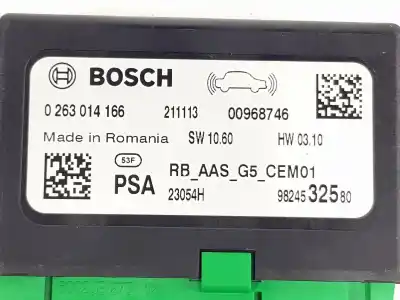 BOSCH
0 263 014 166 211113 00968746
Made in Romania SW 10.60 HW 03.10
53F RB_AAS_G5_CEM01
PSA 23054H 98245 325 80